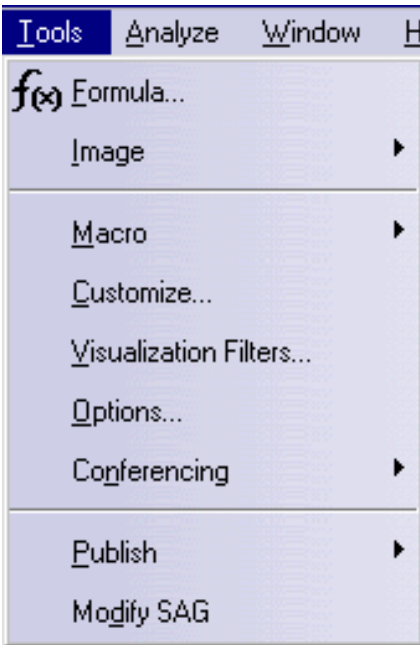 Tools Analyze Window H
f(x) Formula...
Image
Macro
Customize...
Visualization Filters...
Options...
Conferencing
Publish
Modify SAG